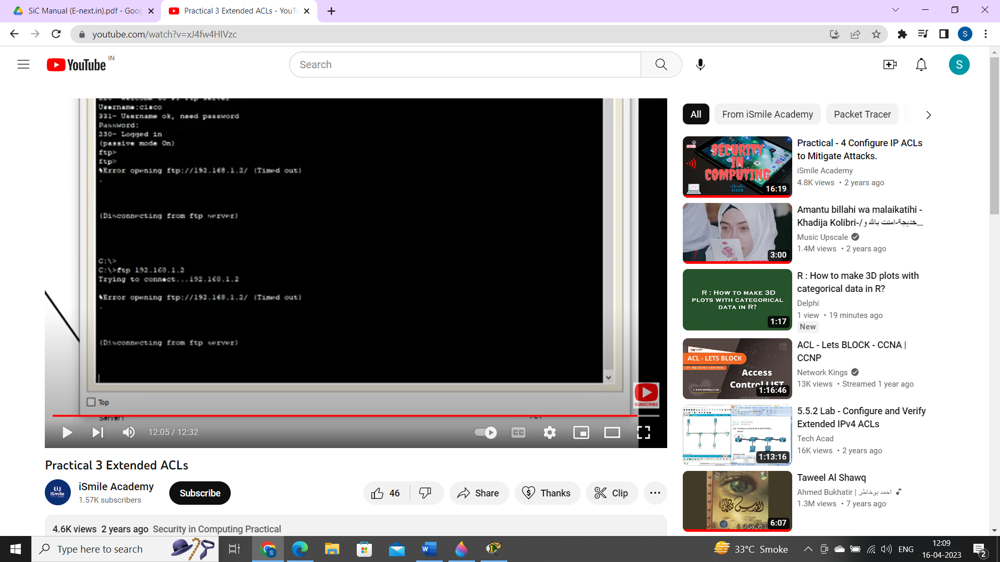 SiC Manual (E-next.in).pdf - Goog
Practical 3 Extended ACLs - YouTu
youtube.com/watch?v=xJ4fw4HIVzc
YouTube IN
Search
S
S
Username:cisco
331- Username ok, need password
Password:
230- Logged in
(passive mode On)
ftp>
ftp>
%Error opening ftp://192.168.1.2/ (Timed out)
.
(Disconnecting from ftp server)
C:\>
C:\>ftp 192.168.1.2
Trying to connect...192.168.1.2
%Error opening ftp://192.168.1.2/ (Timed out)
.
(Disconnecting from ftp server)
Top
SUBSCRIBE
12:05 / 12:32
CC
Practical 3 Extended ACLs
iSmile
iSmile Academy
1.57K subscribers
Subscribe
46
Share
Thanks
Clip
4.6K views 2 years ago Security in Computing Practical
All
From iSmile Academy
Packet Tracer
SECURITY
IN
COMPUTING
CISCO
16:19
Practical - 4 Configure IP ACLs
to Mitigate Attacks.
iSmile Academy
4.8K views • 2 years ago
3:00
Amantu billahi wa malaikatihi -
Khadija Kolibri-/خديجة-امنت بالله و...
Music Upscale
1.4M views • 2 years ago
R : HOW TO MAKE 3D
PLOTS WITH CATEGORICAL
DATA IN R?
1:17
R : How to make 3D plots with
categorical data in R?
Delphi
1 view • 19 minutes ago
New
ACL - LETS BLOCK
BY INDUSTRY EXPERTS
Access
Control LIST
www.nwkings.com
1:16:46
ACL - Lets BLOCK - CCNA |
CCNP
Network Kings
13K views • Streamed 1 year ago
1:13:16
5.5.2 Lab - Configure and Verify
Extended IPv4 ACLs
Tech Acad
16K views • 2 years ago
6:07
Taweel Al Shawq
Ahmed Bukhatir | احمد بوخاطر
1.3M views • 7 years ago
Type here to search
33°C Smoke
ENG
12:09
16-04-2023
2